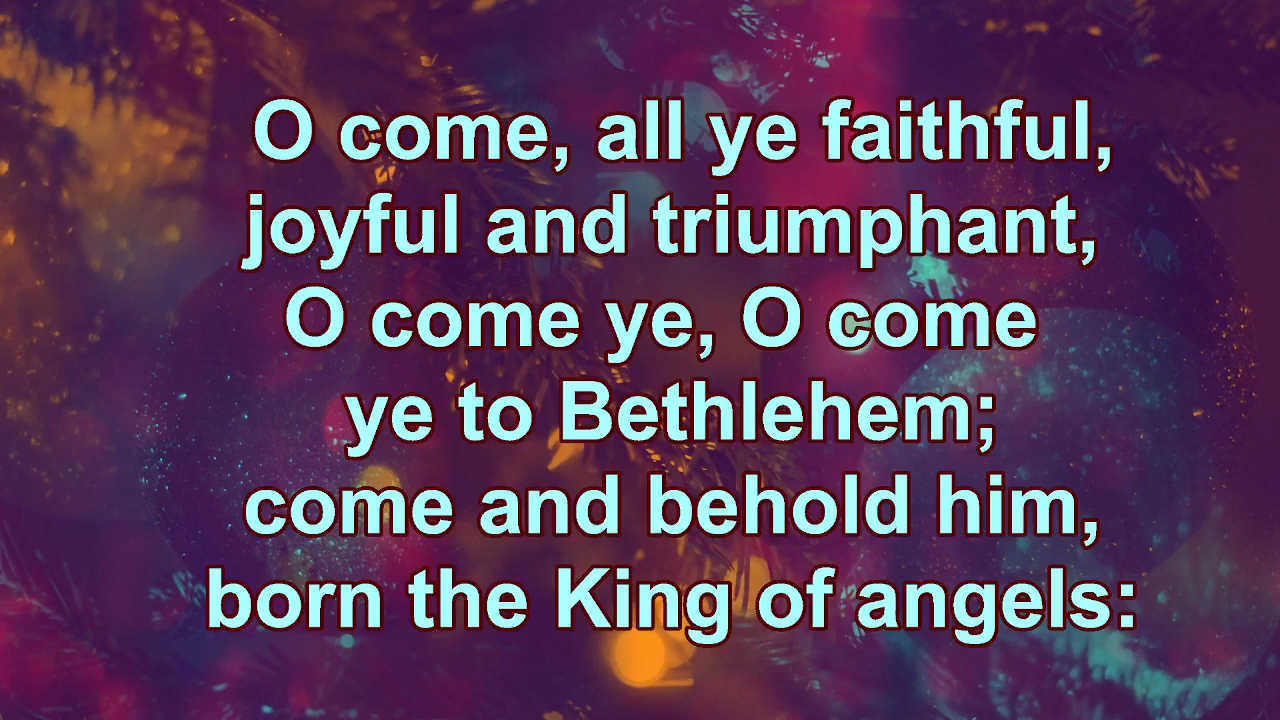 O come, all ye faithful,
joyful and triumphant,
O come ye, O come
ye to Bethlehem;
come and behold him,
born the King of angels: